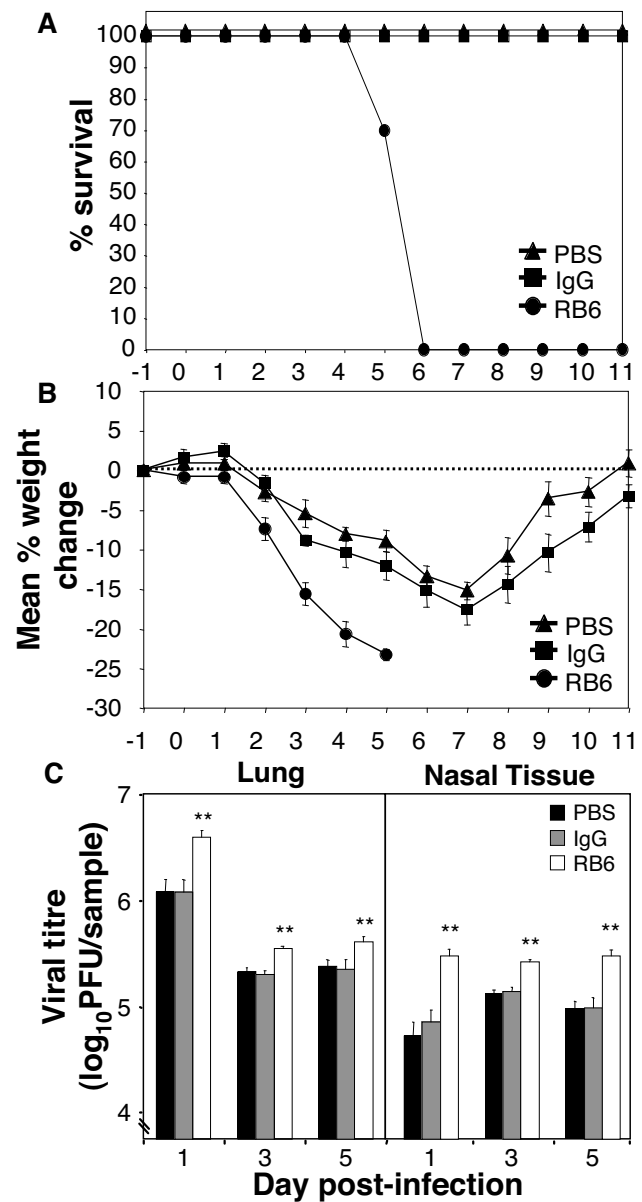 A
100
90
80
70
60
50
40
30
20
10
0
% survival
PBS
IgG
RB6
-1 0 1 2 3 4 5 6 7 8 9 10 11
B
10
5
0
-5
-10
-15
-20
-25
-30
Mean % weight
change
PBS
IgG
RB6
-1 0 1 2 3 4 5 6 7 8 9 10 11
C
Lung Nasal Tissue
7
6
5
4
Viral titre
(log10PFU/sample)
PBS
IgG
RB6
** ** ** ** ** **
1 3 5 1 3 5
Day post-infection